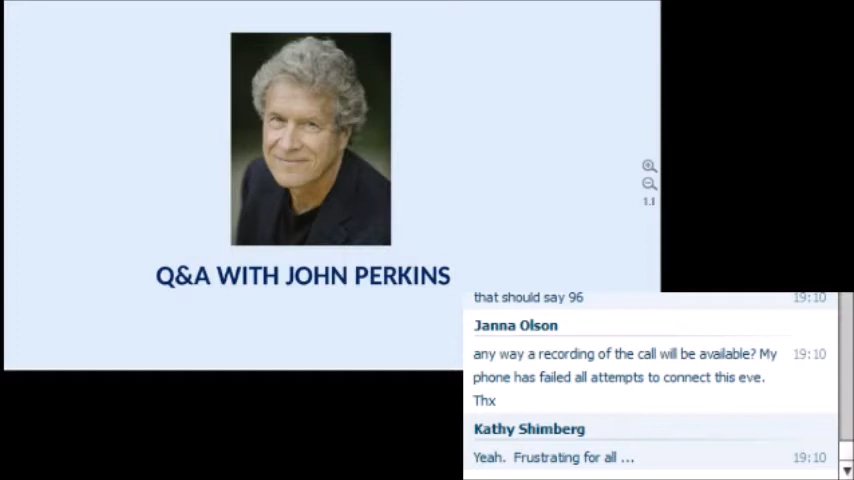 1.1
Q&A WITH JOHN PERKINS
that should say 96 19:10
Janna Olson
any way a recording of the call will be available? My 19:10
phone has failed all attempts to connect this eve.
Thx
Kathy Shimberg
Yeah. Frustrating for all ... 19:10